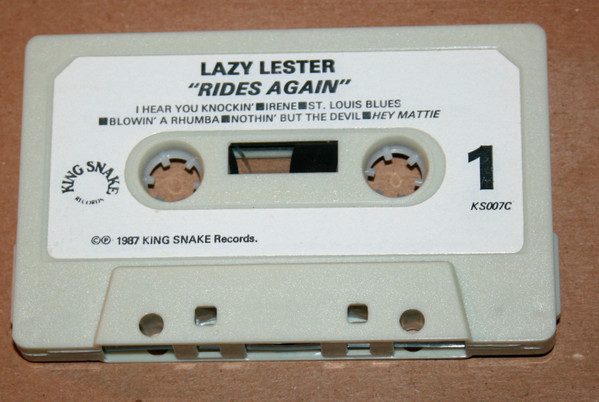 LAZY LESTER
"RIDES AGAIN"
I HEAR YOU KNOCKIN'■IRENE■ST. LOUIS BLUES
■BLOWIN' A RHUMBA■NOTHIN' BUT THE DEVIL■HEY MATTIE
KING SNAKE
RECORDS
1
KS007C
©℗ 1987 KING SNAKE Records.